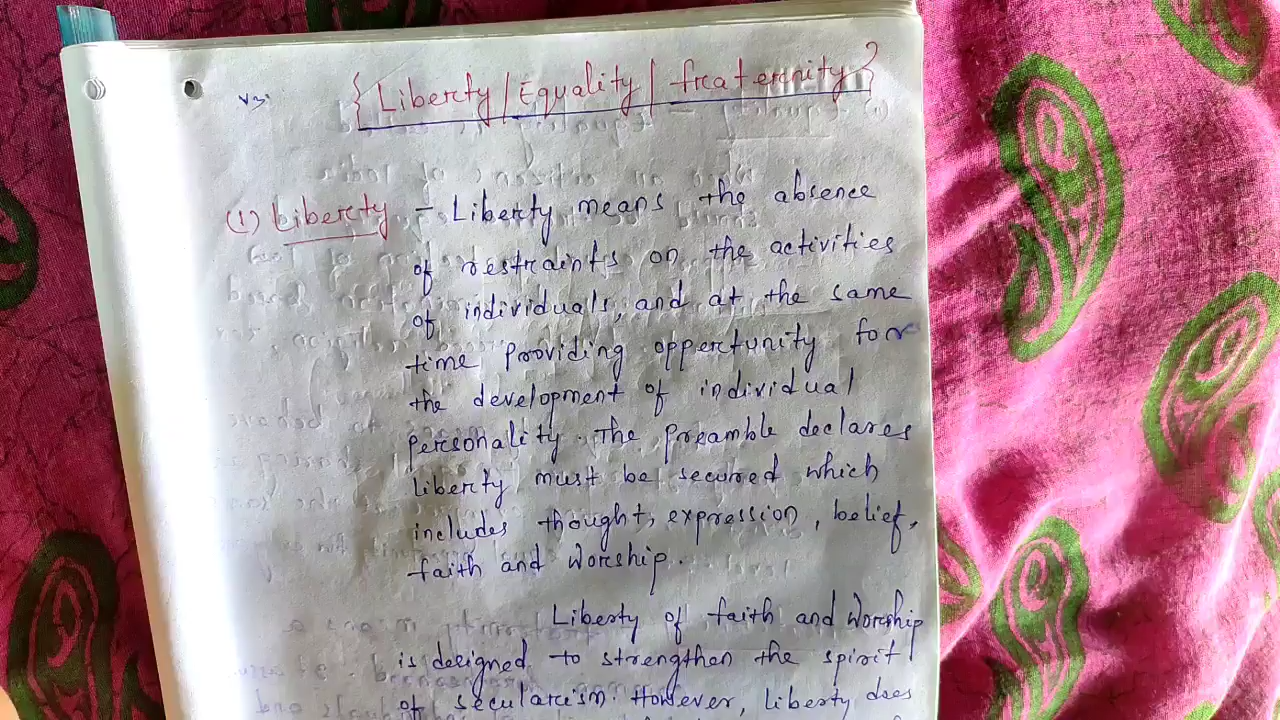 {Liberty/Equality/fraternity}
(1) Liberty - Liberty means the absence
of restraints on the activities
of individuals, and at the same
time providing oppertunity for
the development of individual
personality. The preamble declares
liberty must be secured which
includes thought, expression, belief,
faith and worship.
Liberty of faith and worship
is designed to strengthen the spirit
of secularism. However, liberty does